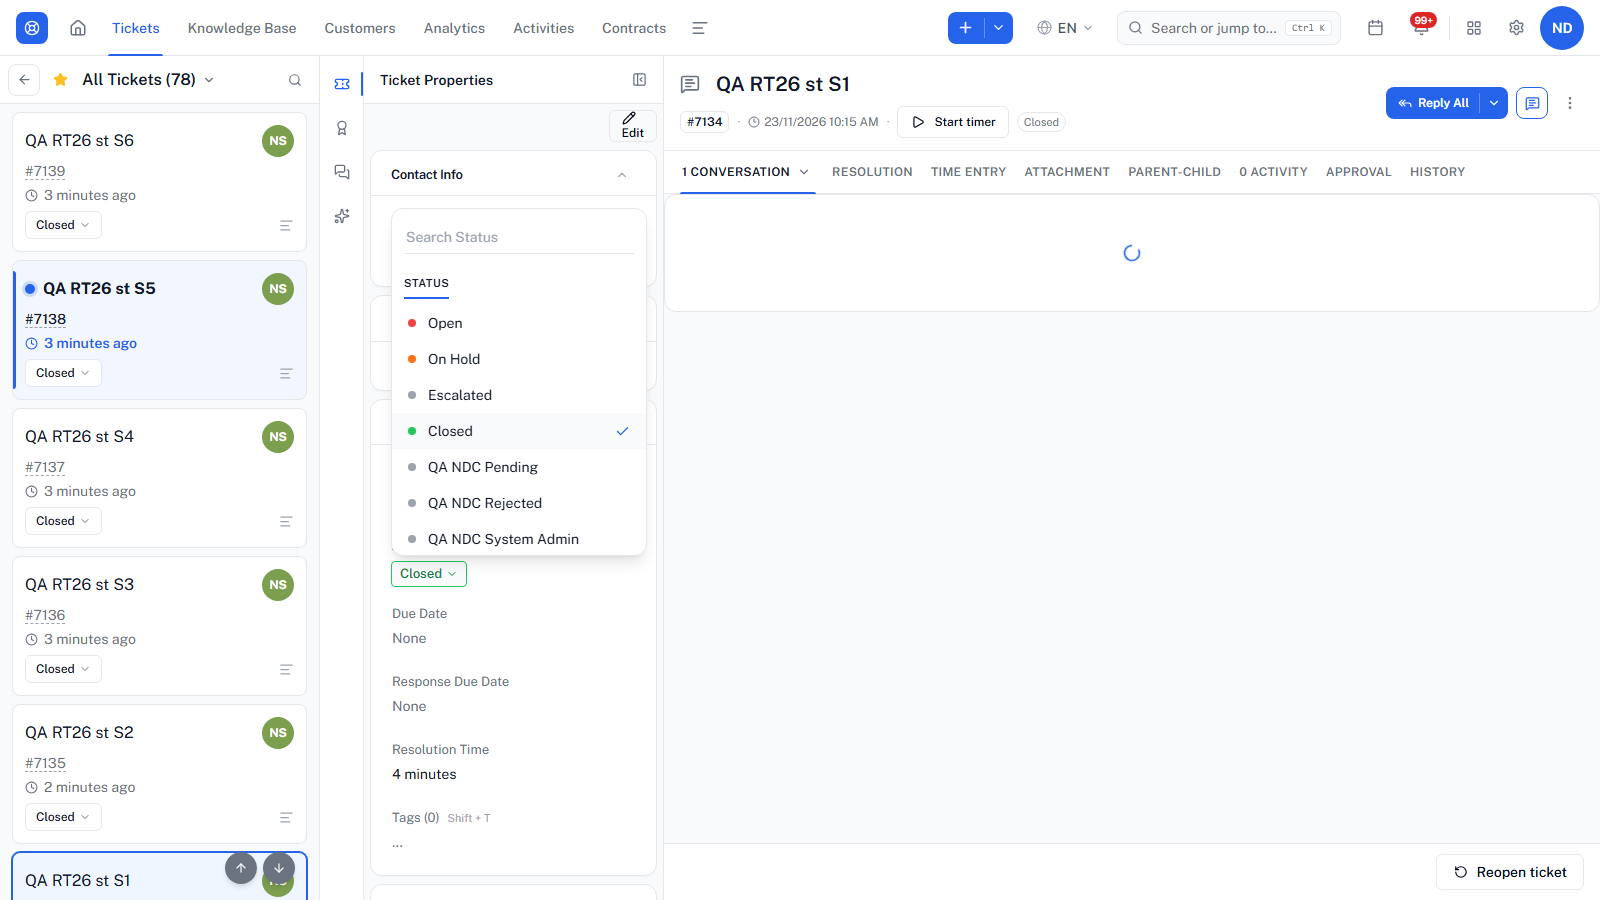 Tickets
Knowledge Base
Customers
Analytics
Activities
Contracts
EN
Search or jump to...
Ctrl K
99+
ND
All Tickets (78)
QA RT26 st S6
NS
#7139
3 minutes ago
Closed
QA RT26 st S5
NS
#7138
3 minutes ago
Closed
QA RT26 st S4
NS
#7137
3 minutes ago
Closed
QA RT26 st S3
NS
#7136
3 minutes ago
Closed
QA RT26 st S2
NS
#7135
2 minutes ago
Closed
QA RT26 st S1
Ticket Properties
Edit
Contact Info
Search Status
STATUS
Open
On Hold
Escalated
Closed
QA NDC Pending
QA NDC Rejected
QA NDC System Admin
Closed
Due Date
None
Response Due Date
None
Resolution Time
4 minutes
Tags (0) Shift + T
...
QA RT26 st S1
#7134 · 23/11/2026 10:15 AM · Start timer Closed
Reply All
1 CONVERSATION
RESOLUTION
TIME ENTRY
ATTACHMENT
PARENT-CHILD
0 ACTIVITY
APPROVAL
HISTORY
Reopen ticket